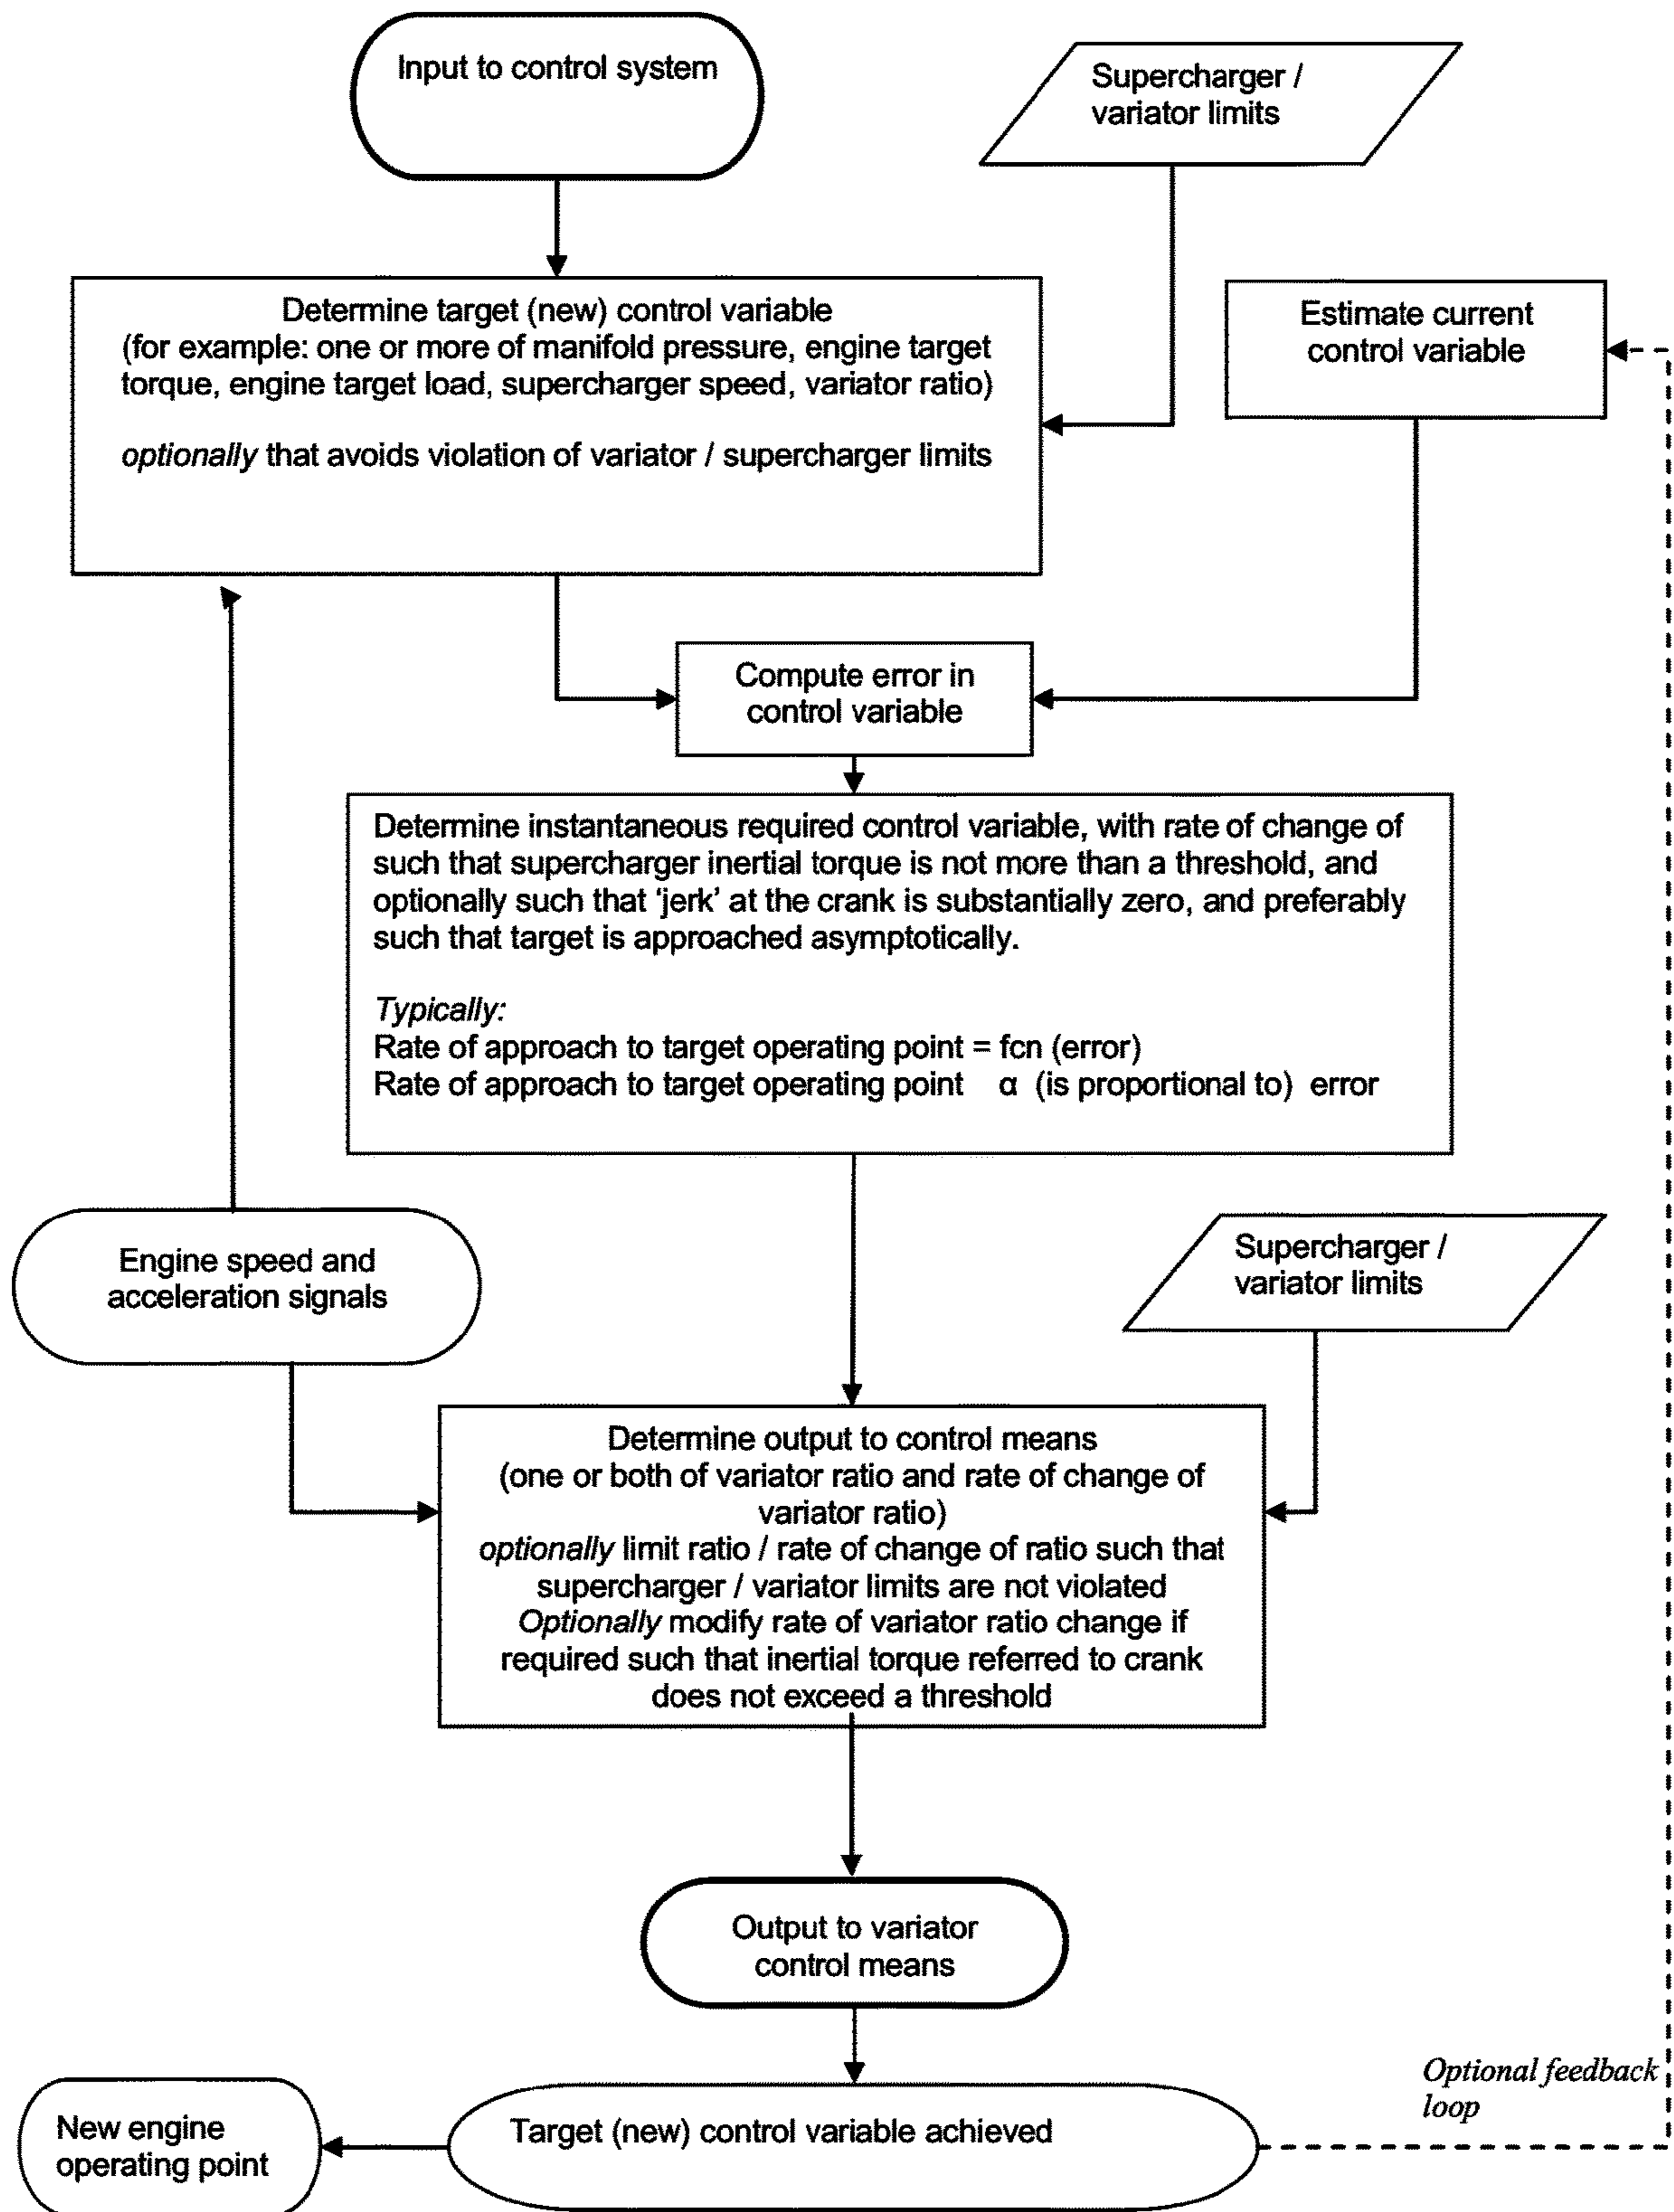 Input to control system
Supercharger /
variator limits
Determine target (new) control variable
(for example: one or more of manifold pressure, engine target
torque, engine target load, supercharger speed, variator ratio)
optionally that avoids violation of variator / supercharger limits
Estimate current
control variable
Compute error in
control variable
Determine instantaneous required control variable, with rate of change of
such that supercharger inertial torque is not more than a threshold, and
optionally such that ‘jerk’ at the crank is substantially zero, and preferably
such that target is approached asymptotically.
Typically:
Rate of approach to target operating point = fcn (error)
Rate of approach to target operating point α (is proportional to) error
Engine speed and
acceleration signals
Supercharger /
variator limits
Determine output to control means
(one or both of variator ratio and rate of change of
variator ratio)
optionally limit ratio / rate of change of ratio such that
supercharger / variator limits are not violated
Optionally modify rate of variator ratio change if
required such that inertial torque referred to crank
does not exceed a threshold
Output to variator
control means
Optional feedback
loop
New engine
operating point
Target (new) control variable achieved